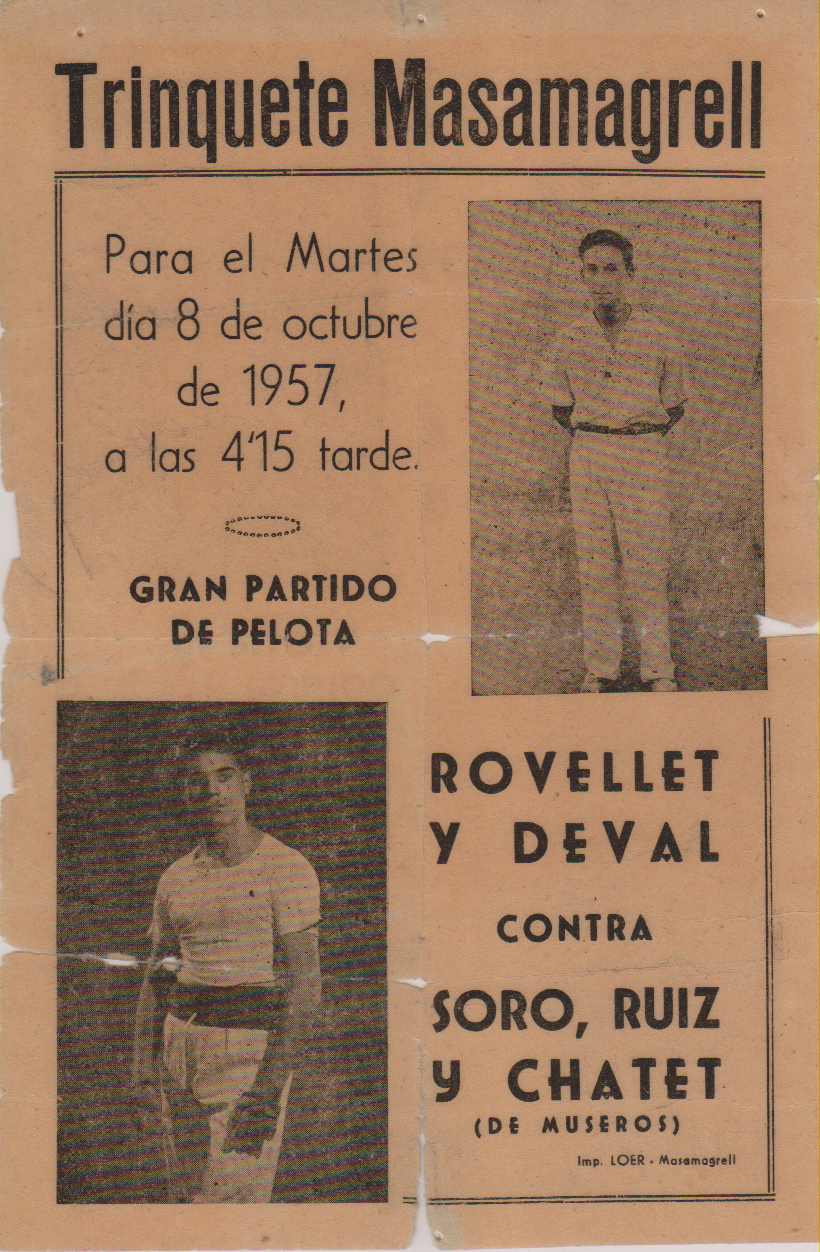 Trinquete Masamagrell
Para el Martes
día 8 de octubre
de 1957,
a las 4'15 tarde.
GRAN PARTIDO
DE PELOTA
ROVELLET
Y DEVAL
CONTRA
SORO, RUIZ
Y CHATET
(DE MUSEROS)
Imp. LOER - Masamagrell